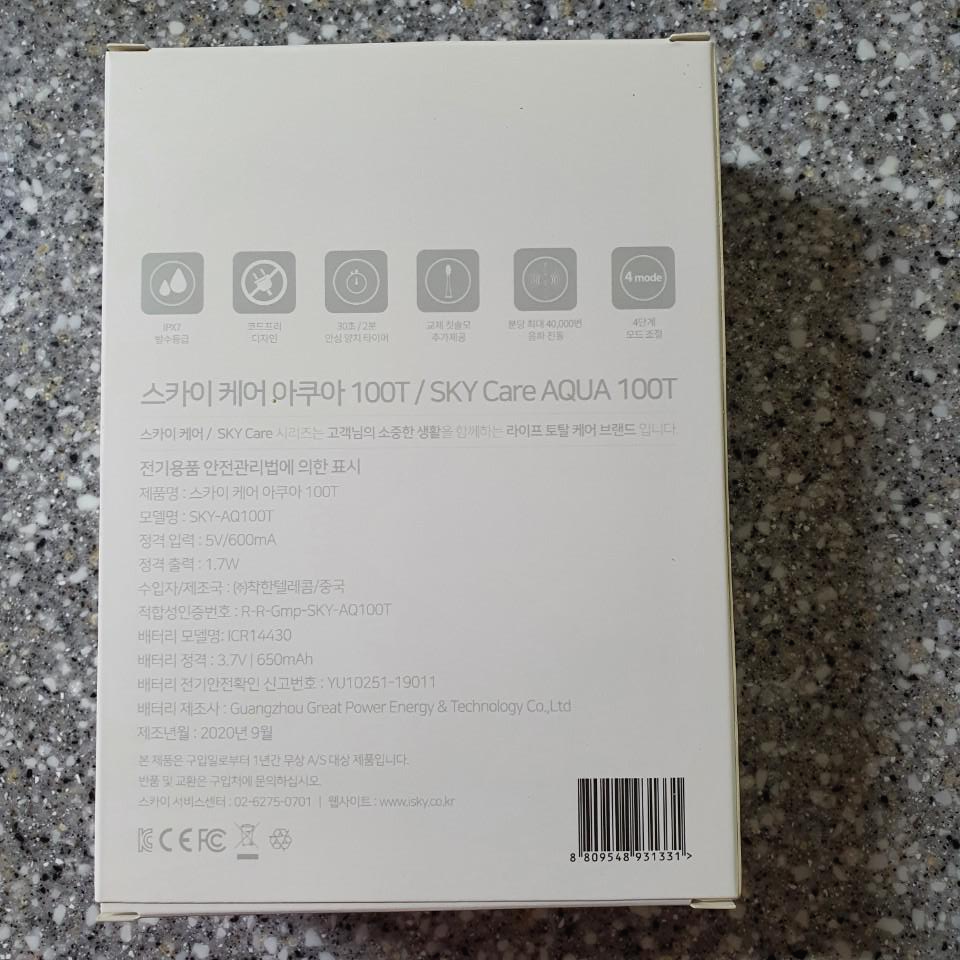 4 mode
IPX7
방수등급
코드프리
디자인
30초 / 2분
안심 양치 타이머
교체 칫솔모
추가제공
분당 최대 40,000번
음파 진동
4단계
모드 조절
스카이 케어 아쿠아 100T / SKY Care AQUA 100T
스카이 케어 / SKY Care 시리즈는 고객님의 소중한 생활을 함께하는 라이프 토탈 케어 브랜드 입니다.
전기용품 안전관리법에 의한 표시
제품명 : 스카이 케어 아쿠아 100T
모델명 : SKY-AQ100T
정격 입력 : 5V/600mA
정격 출력 : 1.7W
수입자/제조국 : ㈜착한텔레콤/중국
적합성인증번호 : R-R-Gmp-SKY-AQ100T
배터리 모델명: ICR14430
배터리 정격 : 3.7V | 650mAh
배터리 전기안전확인 신고번호 : YU10251-19011
배터리 제조사 : Guangzhou Great Power Energy & Technology Co.,Ltd
제조년월 : 2020년 9월
본 제품은 구입일로부터 1년간 무상 A/S 대상 제품입니다.
반품 및 교환은 구입처에 문의하십시오.
스카이 서비스센터 : 02-6275-0701 | 웹사이트 : www.isky.co.kr
CE FC
8 809548 931331 >